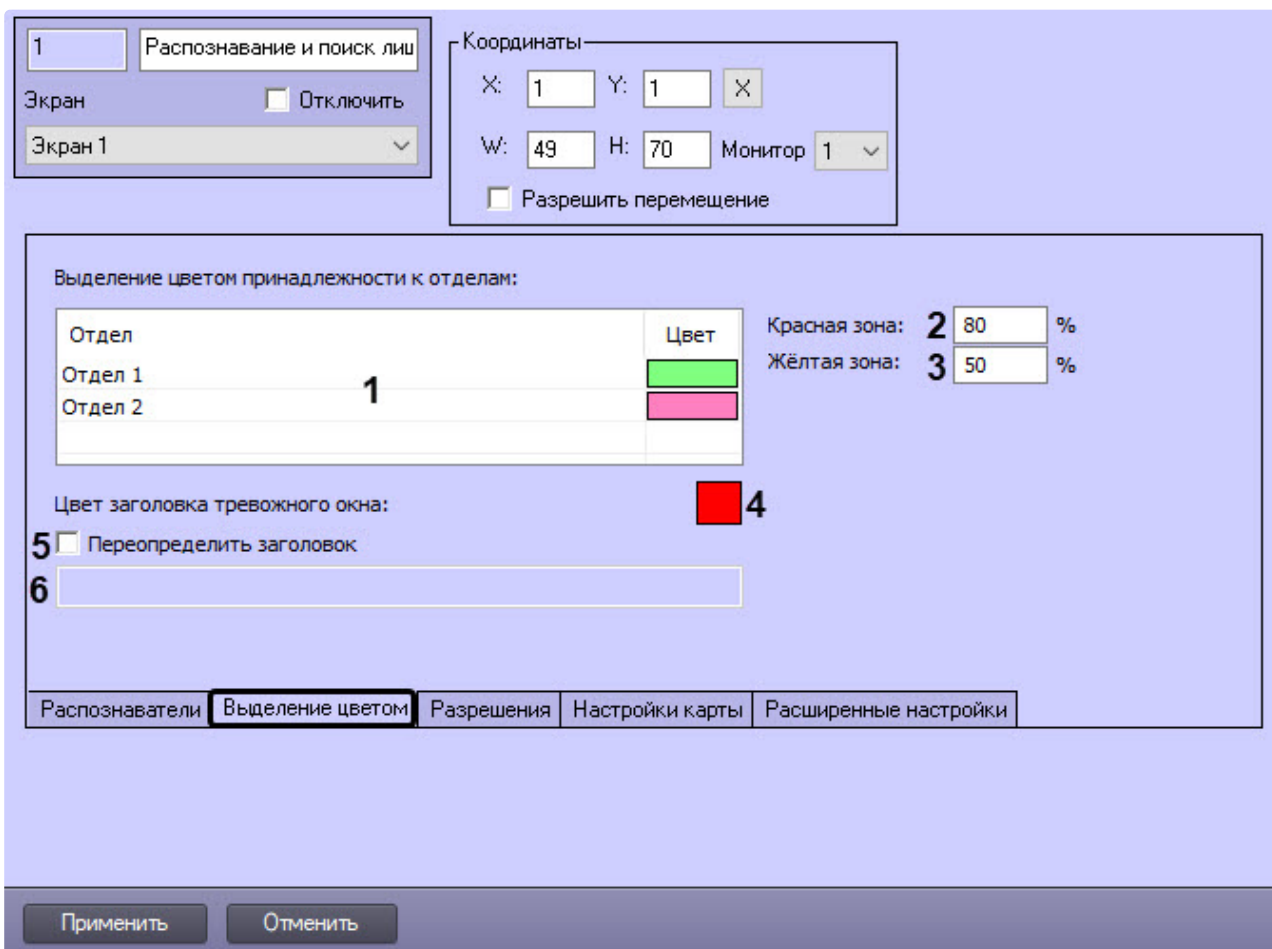 1 Распознавание и поиск лиц
Экран Отключить
Экран 1
Координаты
X: 1 Y: 1 X
W: 49 H: 70 Монитор 1
Разрешить перемещение
Выделение цветом принадлежности к отделам:
Отдел Цвет
Отдел 1
Отдел 2
1
Красная зона: 2 80 %
Жёлтая зона: 3 50 %
Цвет заголовка тревожного окна: 4
5 Переопределить заголовок
6
Распознаватели Выделение цветом Разрешения Настройки карты Расширенные настройки
Применить Отменить